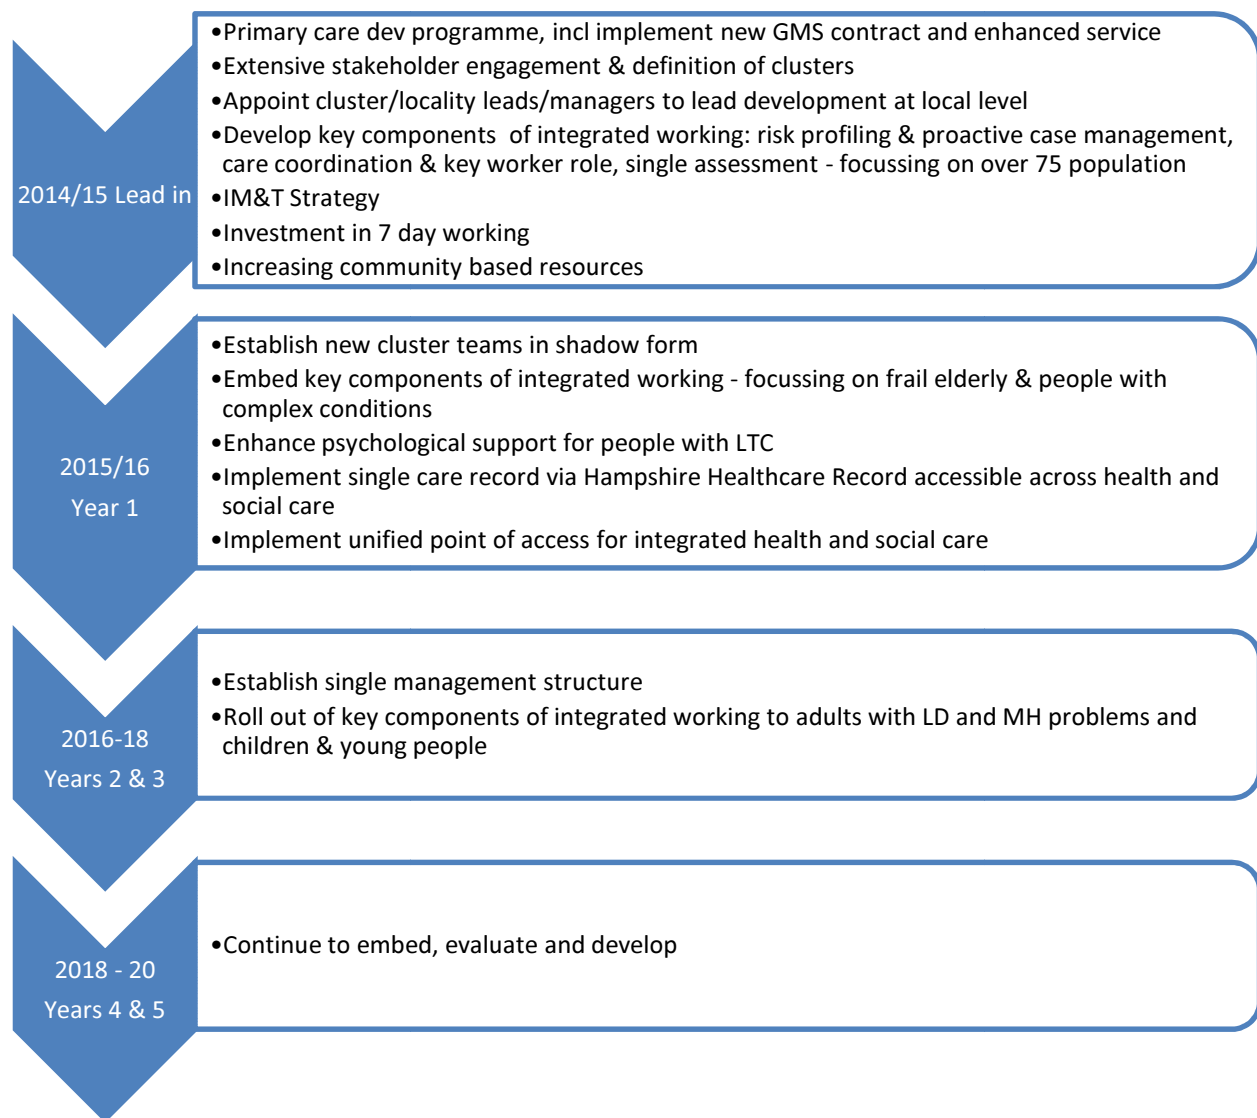 •Primary care dev programme, incl implement new GMS contract and enhanced service
•Extensive stakeholder engagement & definition of clusters
•Appoint cluster/locality leads/managers to lead development at local level
•Develop key components of integrated working: risk profiling & proactive case management,
care coordination & key worker role, single assessment - focussing on over 75 population
2014/15 Lead in
•IM&T Strategy
•Investment in 7 day working
•Increasing community based resources
•Establish new cluster teams in shadow form
•Embed key components of integrated working - focussing on frail elderly & people with
complex conditions
•Enhance psychological support for people with LTC
2015/16
Year 1
•Implement single care record via Hampshire Healthcare Record accessible across health and
social care
•Implement unified point of access for integrated health and social care
•Establish single management structure
•Roll out of key components of integrated working to adults with LD and MH problems and
children & young people
2016-18
Years 2 & 3
•Continue to embed, evaluate and develop
2018 - 20
Years 4 & 5